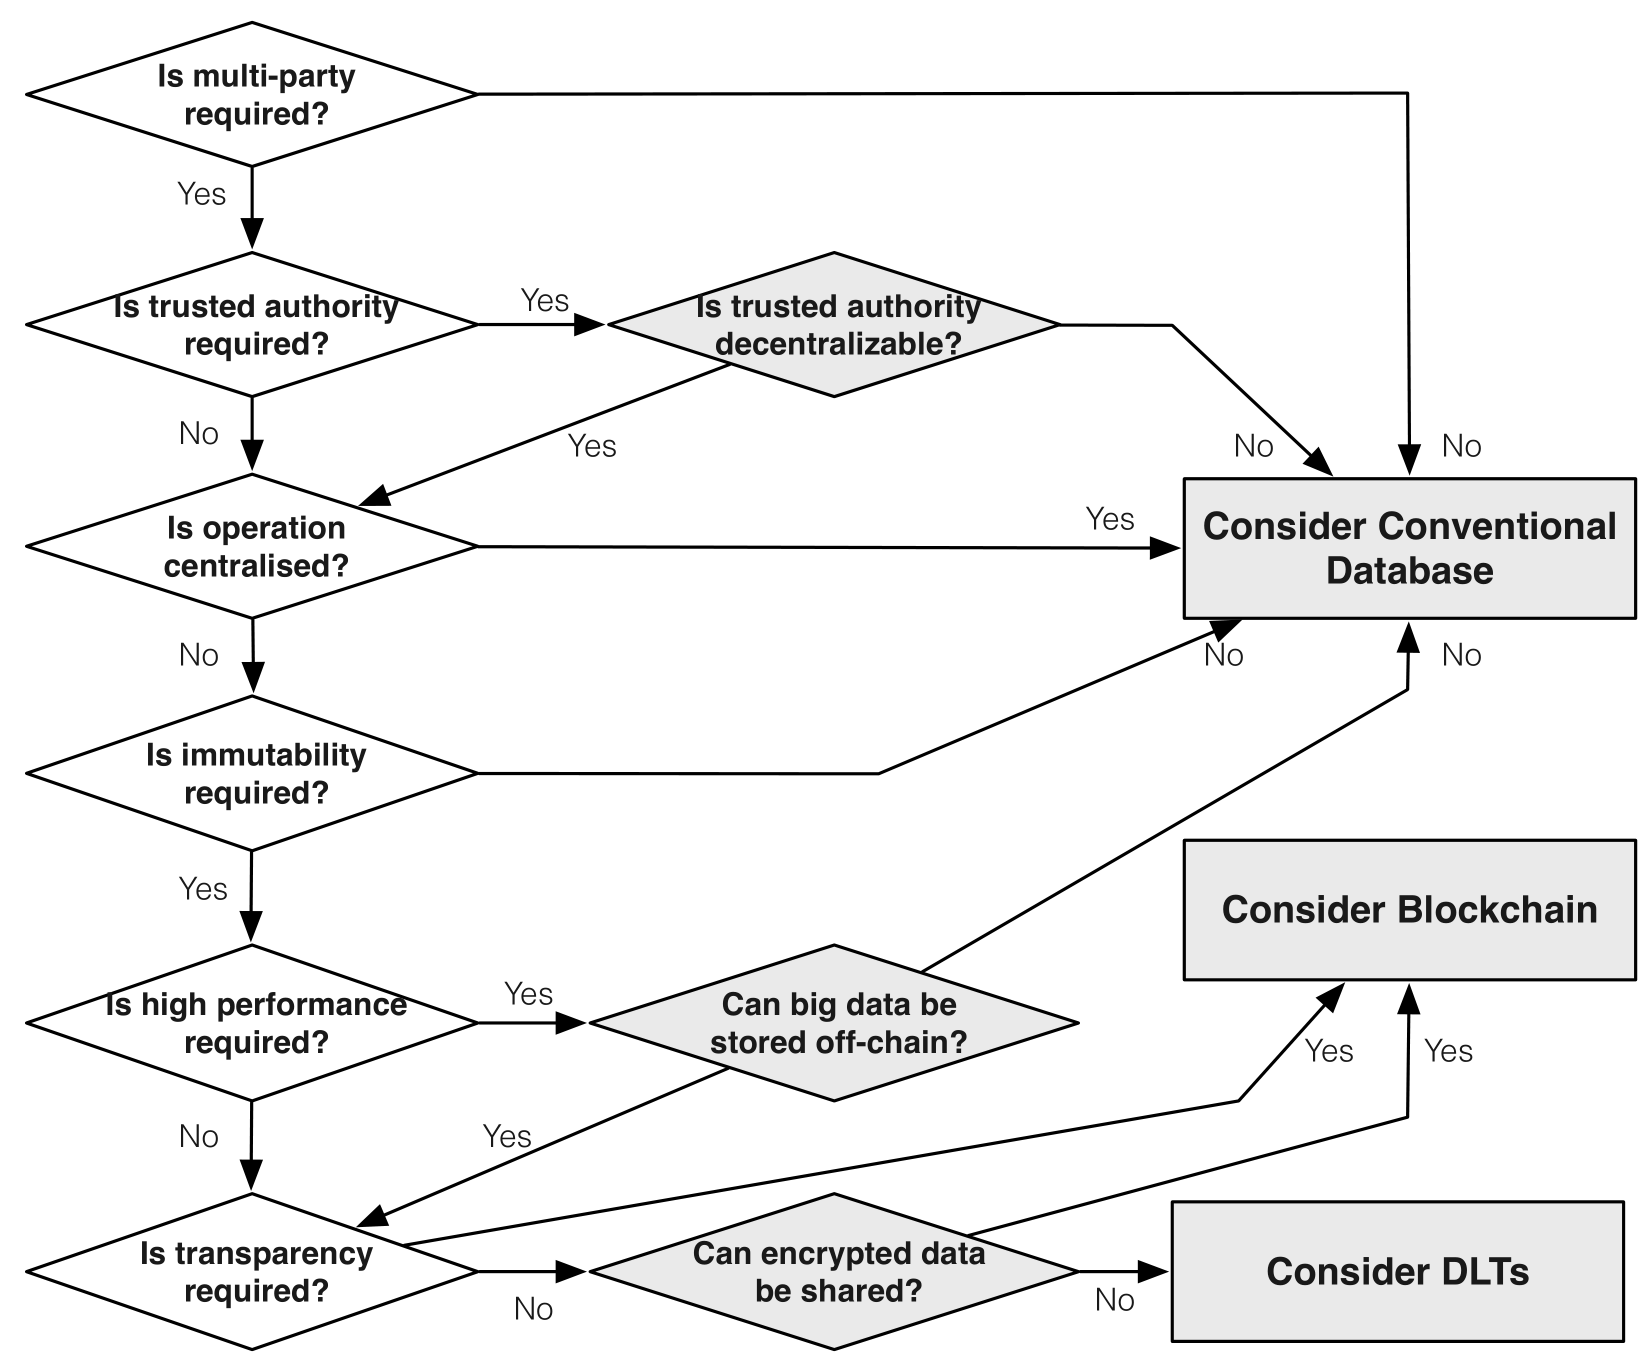 Is multi-party
required?
Yes
Is trusted authority
required?
Yes
Is trusted authority
decentralizable?
No
Yes
No
No
Is operation
centralised?
Yes
Consider Conventional
Database
No
No
No
Is immutability
required?
Yes
Consider Blockchain
Is high performance
required?
Yes
Can big data be
stored off-chain?
Yes
Yes
No
Yes
Is transparency
required?
No
Can encrypted data
be shared?
No
Consider DLTs